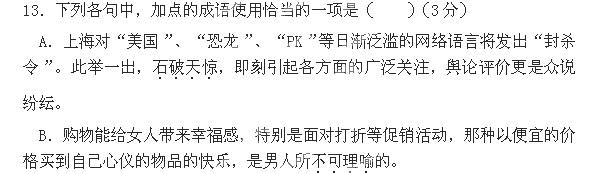 13．下列各句中，加点的成语使用恰当的一项是（　　）（3分）
A．上海对“美国”、“恐龙”、“PK”等日渐泛滥的网络语言将发出“封杀
令”。此举一出，石破天惊，即刻引起各方面的广泛关注，舆论评价更是众说
纷纭。
B．购物能给女人带来幸福感，特别是面对打折等促销活动，那种以便宜的价
格买到自己心仪的物品的快乐，是男人所不可理喻的。